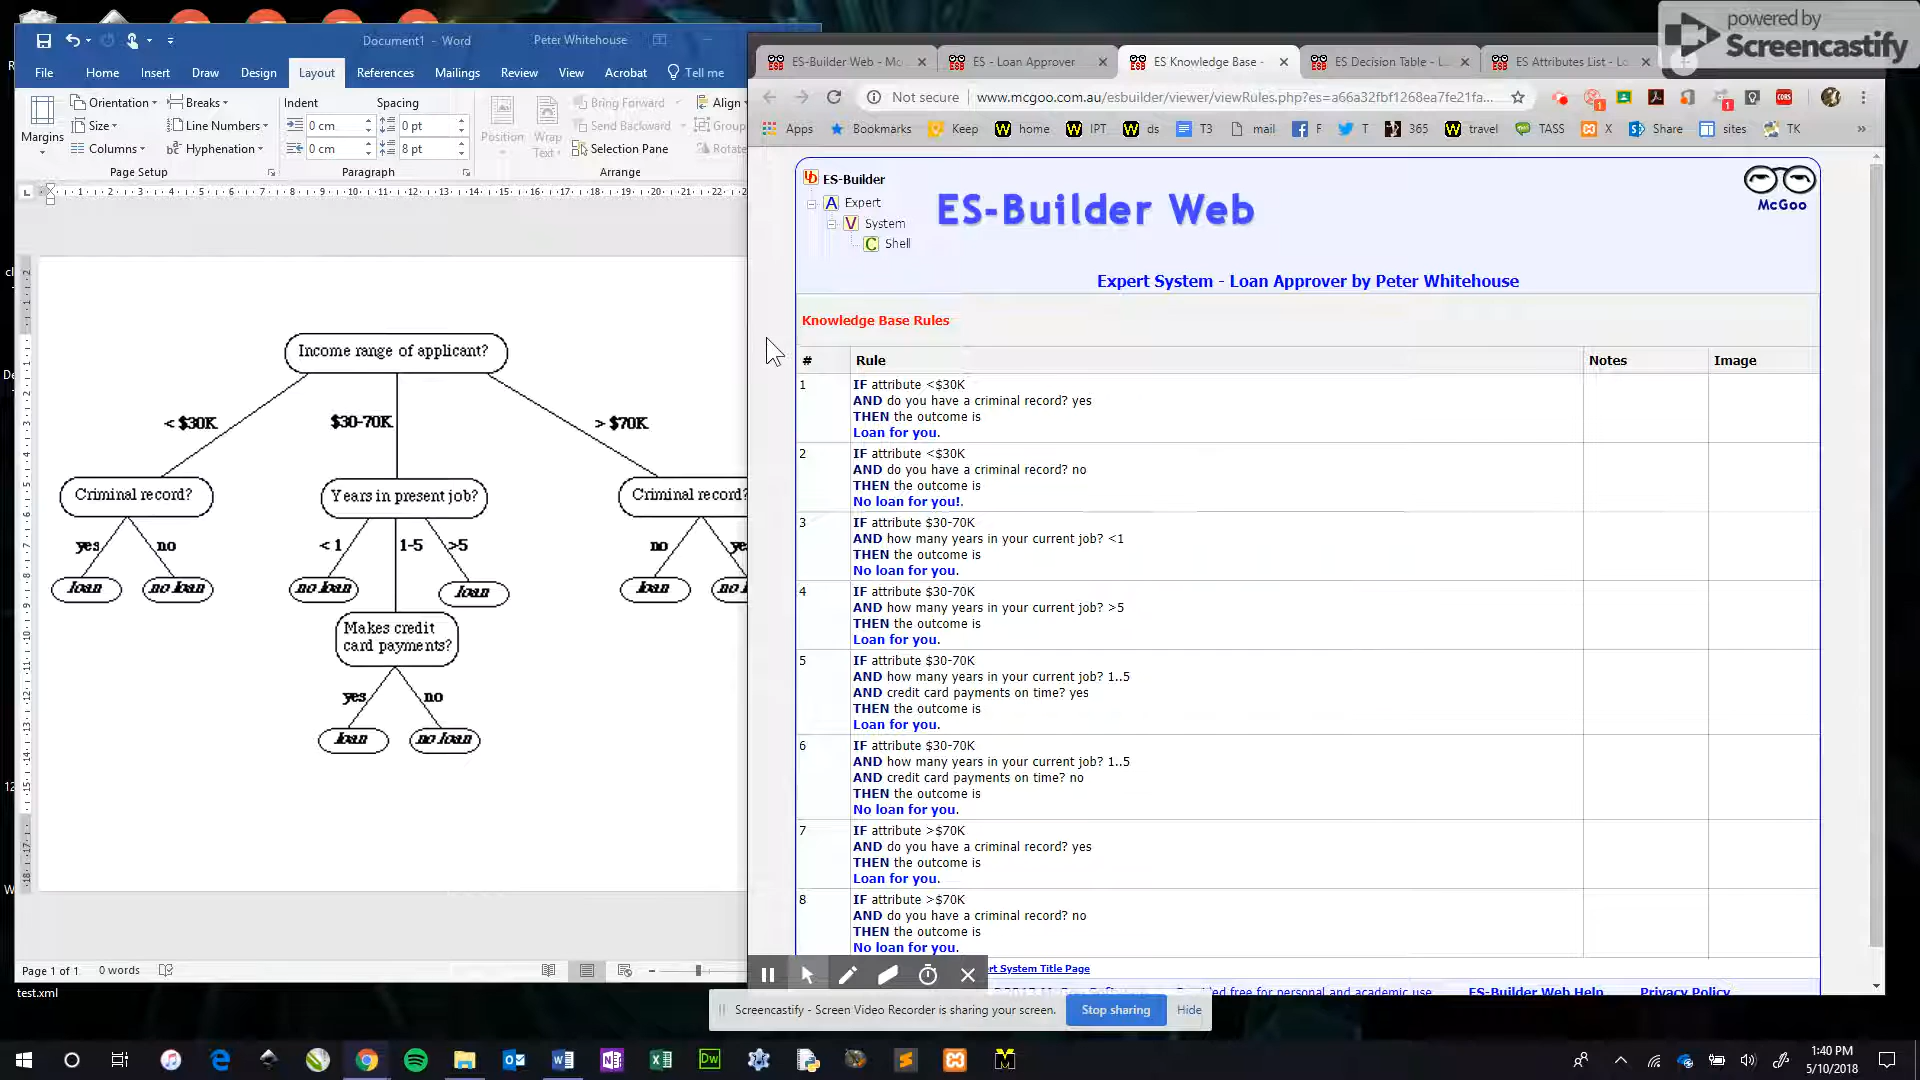 powered by
Screencastify
Document1 - Word
Peter Whitehouse
File Home Insert Draw Design Layout References Mailings Review View Acrobat Tell me
Margins
Orientation
Size
Columns
Breaks
Line Numbers
Hyphenation
Page Setup
Indent
0 cm
0 cm
Spacing
0 pt
8 pt
Paragraph
Position
Wrap
Text
Bring Forward
Send Backward
Selection Pane
Align
Group
Rotate
Arrange
Income range of applicant?
< $30K
$30-70K
> $70K
Criminal record?
Years in present job?
Criminal record?
yes
no
< 1
1-5
>5
no
loan
no loan
no loan
loan
loan
Makes credit
card payments?
yes
no
loan
no loan
Page 1 of 1
0 words
test.xml
ES-Builder Web - Mc
ES - Loan Approver
ES Knowledge Base -
ES Decision Table - L
ES Attributes List - Lo
Not secure
www.mcgoo.com.au/esbuilder/viewer/viewRules.php?es=a66a32fbf1268ea7fe21fa...
Apps Bookmarks Keep home IPT ds T3 mail F T 365 travel TASS X Share sites TK »
ES-Builder
A Expert
V System
C Shell
ES-Builder Web
McGoo
Expert System - Loan Approver by Peter Whitehouse
Knowledge Base Rules
# Rule Notes Image
1
IF attribute <$30K
AND do you have a criminal record? yes
THEN the outcome is
Loan for you.
2
IF attribute <$30K
AND do you have a criminal record? no
THEN the outcome is
No loan for you!.
3
IF attribute $30-70K
AND how many years in your current job? <1
THEN the outcome is
No loan for you.
4
IF attribute $30-70K
AND how many years in your current job? >5
THEN the outcome is
Loan for you.
5
IF attribute $30-70K
AND how many years in your current job? 1..5
AND credit card payments on time? yes
THEN the outcome is
Loan for you.
6
IF attribute $30-70K
AND how many years in your current job? 1..5
AND credit card payments on time? no
THEN the outcome is
No loan for you.
7
IF attribute >$70K
AND do you have a criminal record? yes
THEN the outcome is
Loan for you.
8
IF attribute >$70K
AND do you have a criminal record? no
THEN the outcome is
No loan for you.
rt System Title Page
free for personal and academic use
ES-Builder Web Help
Privacy Policy
Screencastify - Screen Video Recorder is sharing your screen.
Stop sharing
Hide
1:40 PM
5/10/2018